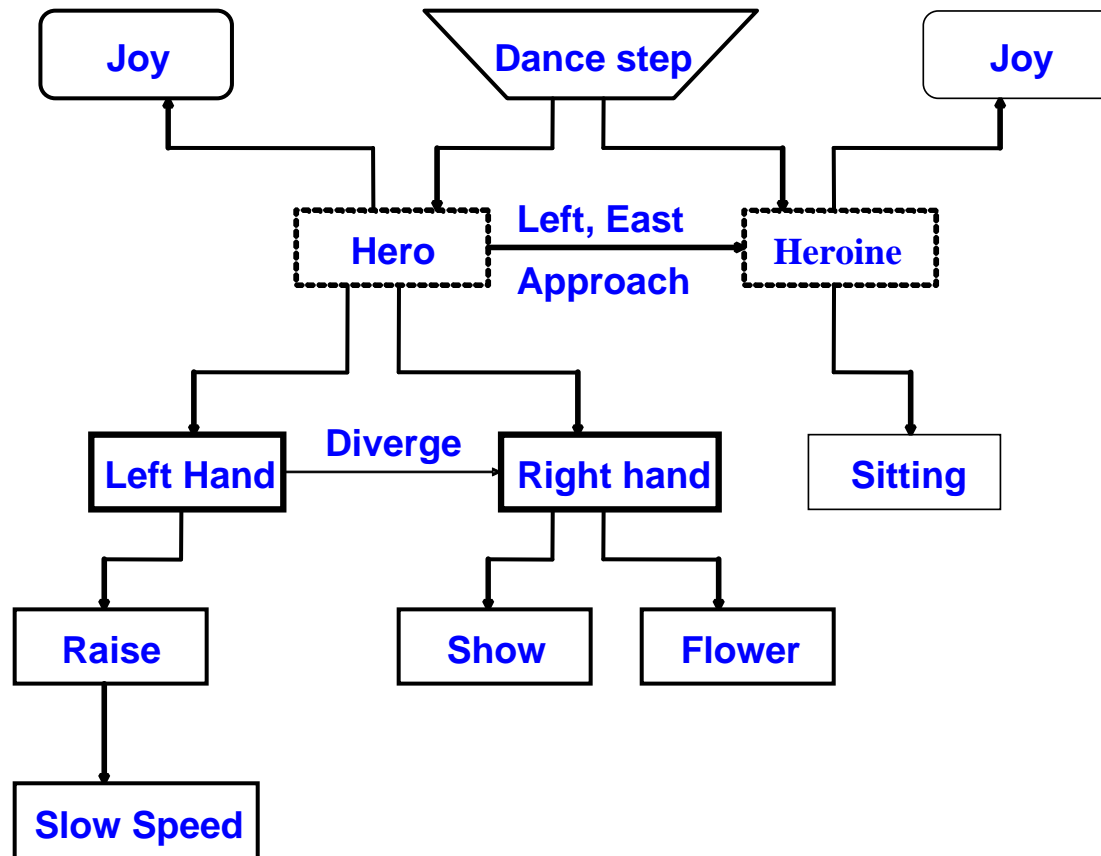 Joy
Dance step
Joy
Left, East
Hero
Heroine
Approach
Diverge
Left Hand
Right hand
Sitting
Raise
Show
Flower
Slow Speed